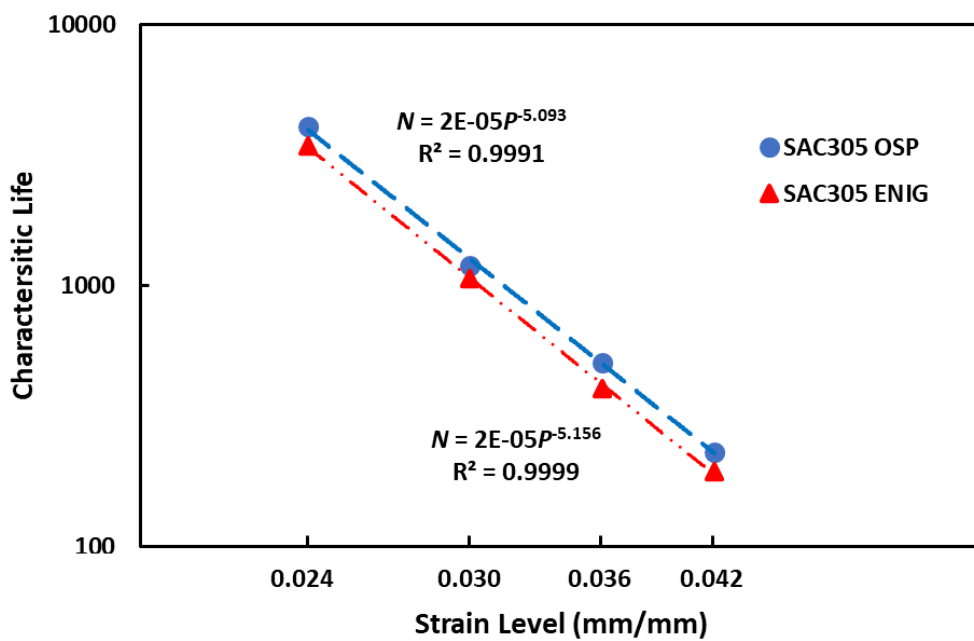 10000
1000
100
Charactersitic Life
N = 2E-05P^-5.093
R² = 0.9991
SAC305 OSP
SAC305 ENIG
N = 2E-05P^-5.156
R² = 0.9999
0.024 0.030 0.036 0.042
Strain Level (mm/mm)